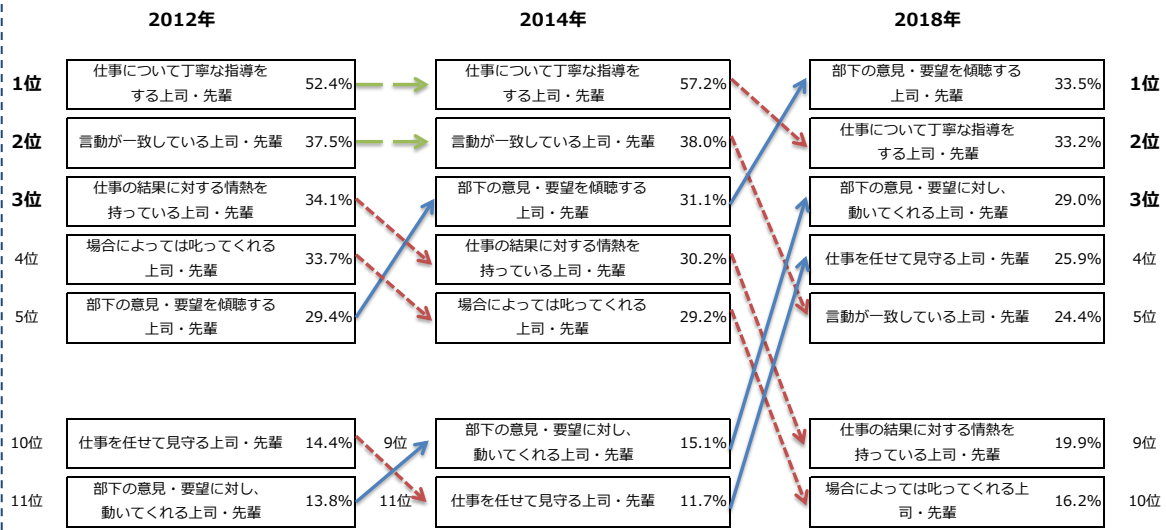 2012年 2014年 2018年
1位 仕事について丁寧な指導を
する上司・先輩 52.4% 仕事について丁寧な指導を
する上司・先輩 57.2% 部下の意見・要望を傾聴する
上司・先輩 33.5% 1位
2位 言動が一致している上司・先輩 37.5% 言動が一致している上司・先輩 38.0% 仕事について丁寧な指導を
する上司・先輩 33.2% 2位
3位 仕事の結果に対する情熱を
持っている上司・先輩 34.1% 部下の意見・要望を傾聴する
上司・先輩 31.1% 部下の意見・要望に対し、
動いてくれる上司・先輩 29.0% 3位
4位 場合によっては叱ってくれる
上司・先輩 33.7% 仕事の結果に対する情熱を
持っている上司・先輩 30.2% 仕事を任せて見守る上司・先輩 25.9% 4位
5位 部下の意見・要望を傾聴する
上司・先輩 29.4% 場合によっては叱ってくれる
上司・先輩 29.2% 言動が一致している上司・先輩 24.4% 5位
10位 仕事を任せて見守る上司・先輩 14.4% 9位 部下の意見・要望に対し、
動いてくれる上司・先輩 15.1% 仕事の結果に対する情熱を
持っている上司・先輩 19.9% 9位
11位 部下の意見・要望に対し、
動いてくれる上司・先輩 13.8% 11位 仕事を任せて見守る上司・先輩 11.7% 場合によっては叱ってくれる上
司・先輩 16.2% 10位